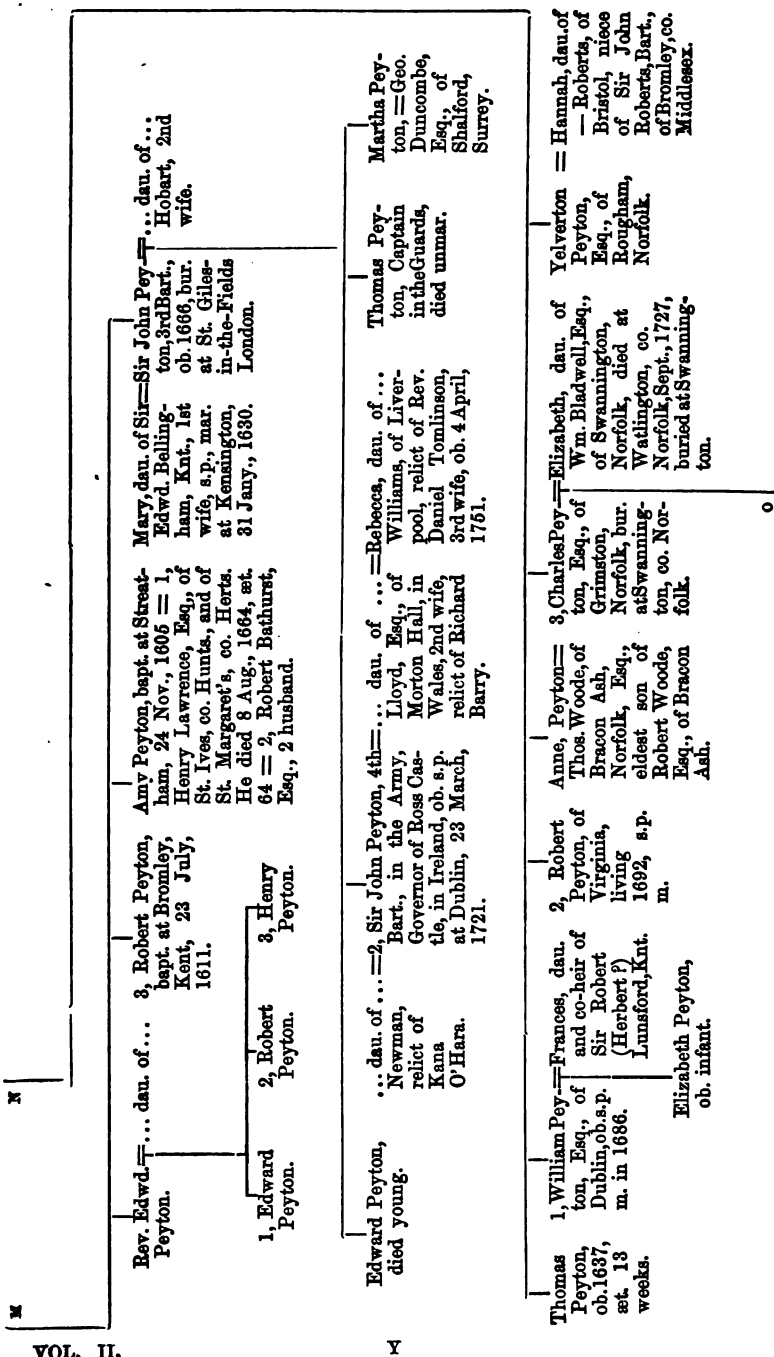 M
N
Rev. Edwd.=... dau. of...
Peyton.
3, Robert Peyton,
bapt. at Bromley,
Kent, 23 July,
1611.
Amy Peyton, bapt. at Streat-
ham, 24 Nov., 1605 = 1,
Henry Lawrence, Esq., of
St. Ives, co. Hunts., and of
St. Margaret's, co. Herts.
He died 8 Aug., 1664, æt.
64 = 2, Robert Bathurst,
Esq., 2 husband.
Mary, dau. of Sir=Sir John Pey-=... dau. of...
Edwd. Belling-
ham, Knt., 1st
wife, s.p., mar.
at Kensington,
31 Jany., 1630.
ton, 3rd Bart.,
ob. 1666, bur.
at St. Giles-
in-the-Fields
London.
Hobart, 2nd
wife.
1, Edward
Peyton.
2, Robert
Peyton.
3, Henry
Peyton.
Edward Peyton,
died young.
... dau. of ...=2, Sir John Peyton, 4th=... dau. of ...=Rebecca, dau. of ...
Newman,
relict of
Kana
O'Hara.
Bart., in the Army,
Governor of Ross Cas-
tle, in Ireland, ob. s.p.
at Dublin, 23 March,
1721.
Lloyd, Esq., of
Morton Hall, in
Wales, 2nd wife,
relict of Richard
Barry.
Williams, of Liver-
pool, relict of Rev.
Daniel Tomlinson,
3rd wife, ob. 4 April,
1751.
Thomas Pey-
ton, Captain
in the Guards,
died unmar.
Martha Pey-
ton, =Geo.
Duncombe,
Esq., of
Shalford,
Surrey.
Thomas
Peyton,
ob. 1637,
æt. 13
weeks.
1, William Pey-=Frances, dau.
ton, Esq., of
Dublin, ob. s.p.
m. in 1686.
and co-heir of
Sir Robert
(Herbert?)
Lunsford, Knt.
Elizabeth Peyton,
ob. infant.
2, Robert
Peyton, of
Virginia,
living
1692, s.p.
m.
Anne, Peyton=
Thos. Woode, of
Bracon Ash,
Norfolk, Esq.,
eldest son of
Robert Woode,
Esq., of Bracon
Ash.
3, Charles Pey-=Elizabeth, dau. of
ton, Esq., of
Grimston,
Norfolk, bur.
at Swanning-
ton, co. Nor-
folk.
Wm. Bladwell, Esq.,
of Swannington,
Norfolk, died at
Watlington, co.
Norfolk, Sept., 1727,
buried at Swanning-
ton.
O
Yelverton = Hannah, dau. of
Peyton,
Esq., of
Rougham,
Norfolk.
— Roberts, of
Bristol, niece
of Sir John
Roberts, Bart.,
of Bromley, co.
Middlesex.
VOL. II.
Y